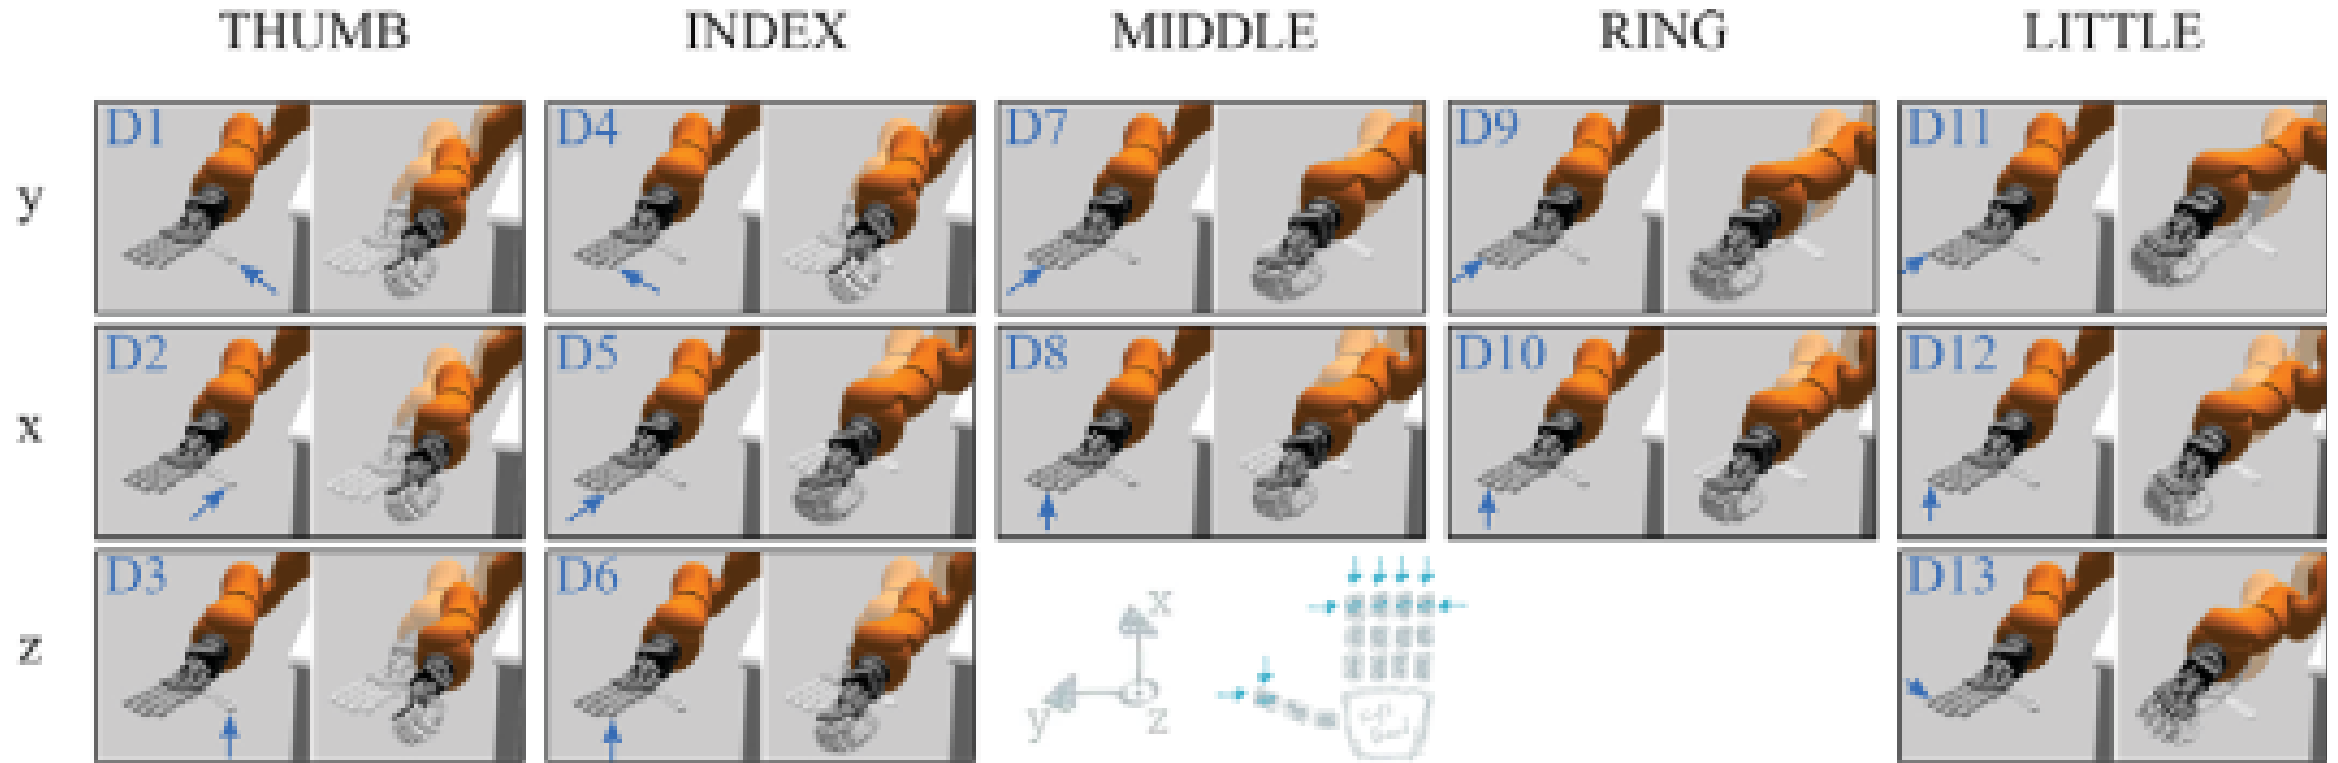 THUMB INDEX MIDDLE RING LITTLE
y D1 D4 D7 D9 D11
x D2 D5 D8 D10 D12
z D3 D6 D13
x
y z